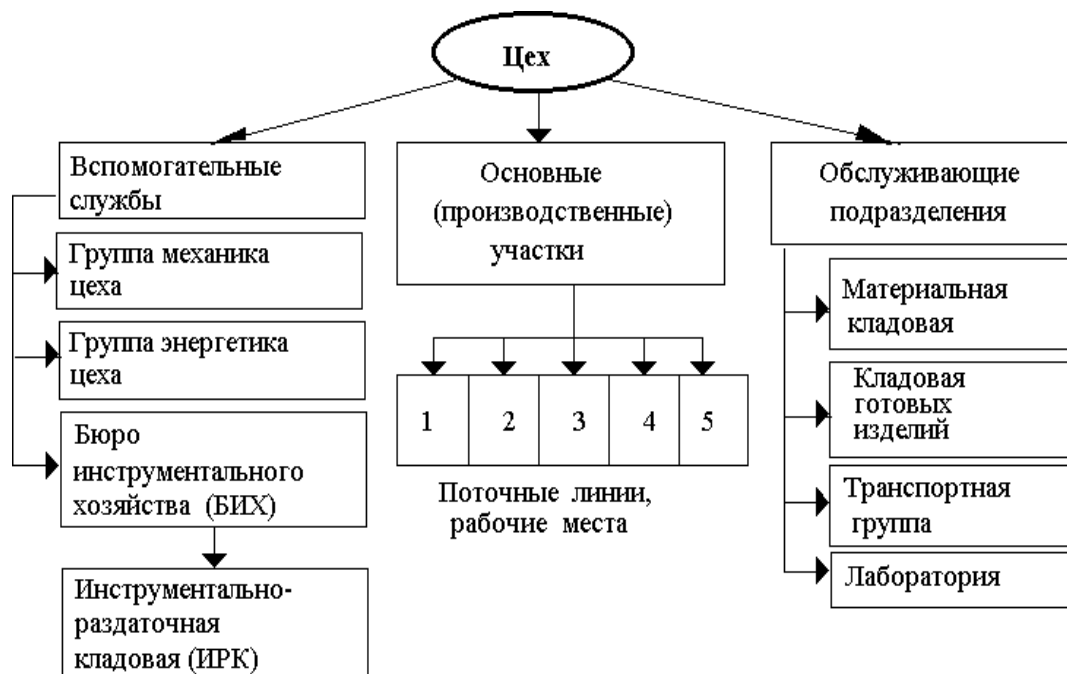 Цех
Вспомогательные
службы
Группа механика
цеха
Группа энергетика
цеха
Бюро
инструментального
хозяйства (БИХ)
Инструментально-
раздаточная
кладовая (ИРК)
Основные
(производственные)
участки
1 2 3 4 5
Поточные линии,
рабочие места
Обслуживающие
подразделения
Материальная
кладовая
Кладовая
готовых
изделий
Транспортная
группа
Лаборатория